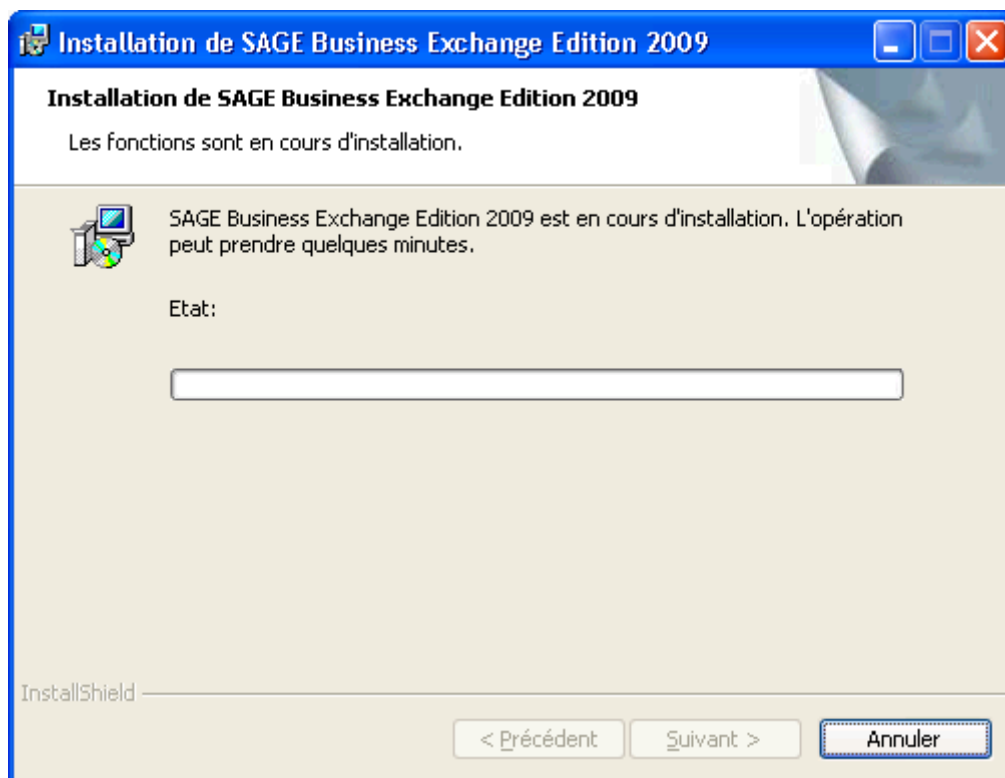 Installation de SAGE Business Exchange Edition 2009
Installation de SAGE Business Exchange Edition 2009
Les fonctions sont en cours d'installation.
SAGE Business Exchange Edition 2009 est en cours d'installation. L'opération
peut prendre quelques minutes.
Etat:
InstallShield
< Précédent
Suivant >
Annuler